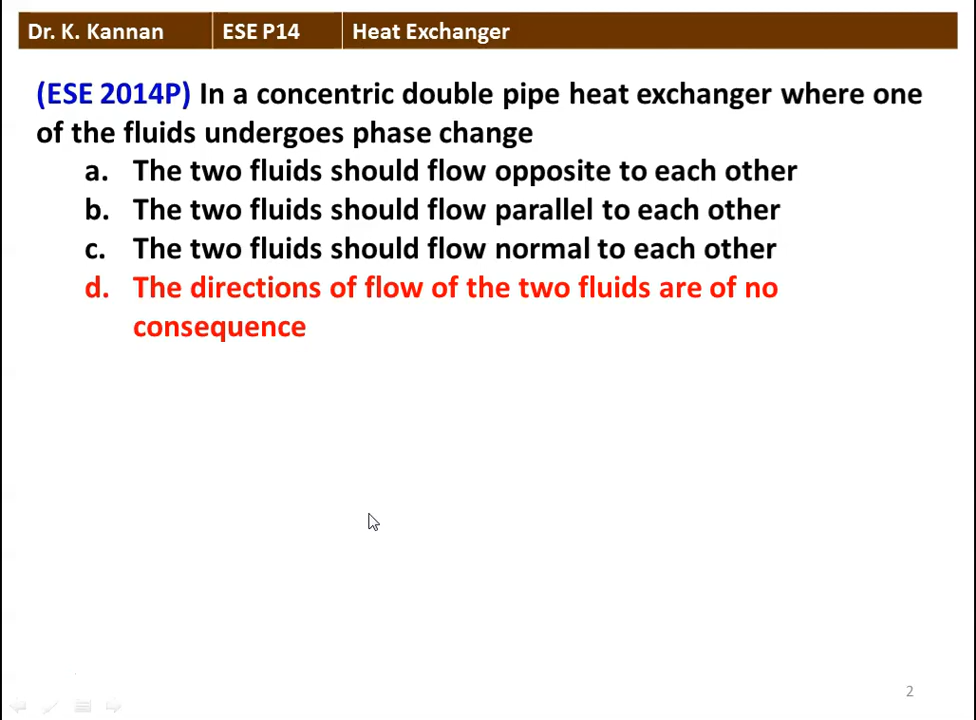 Dr. K. Kannan ESE P14 Heat Exchanger
(ESE 2014P) In a concentric double pipe heat exchanger where one
of the fluids undergoes phase change
a. The two fluids should flow opposite to each other
b. The two fluids should flow parallel to each other
c. The two fluids should flow normal to each other
d. The directions of flow of the two fluids are of no
consequence
2